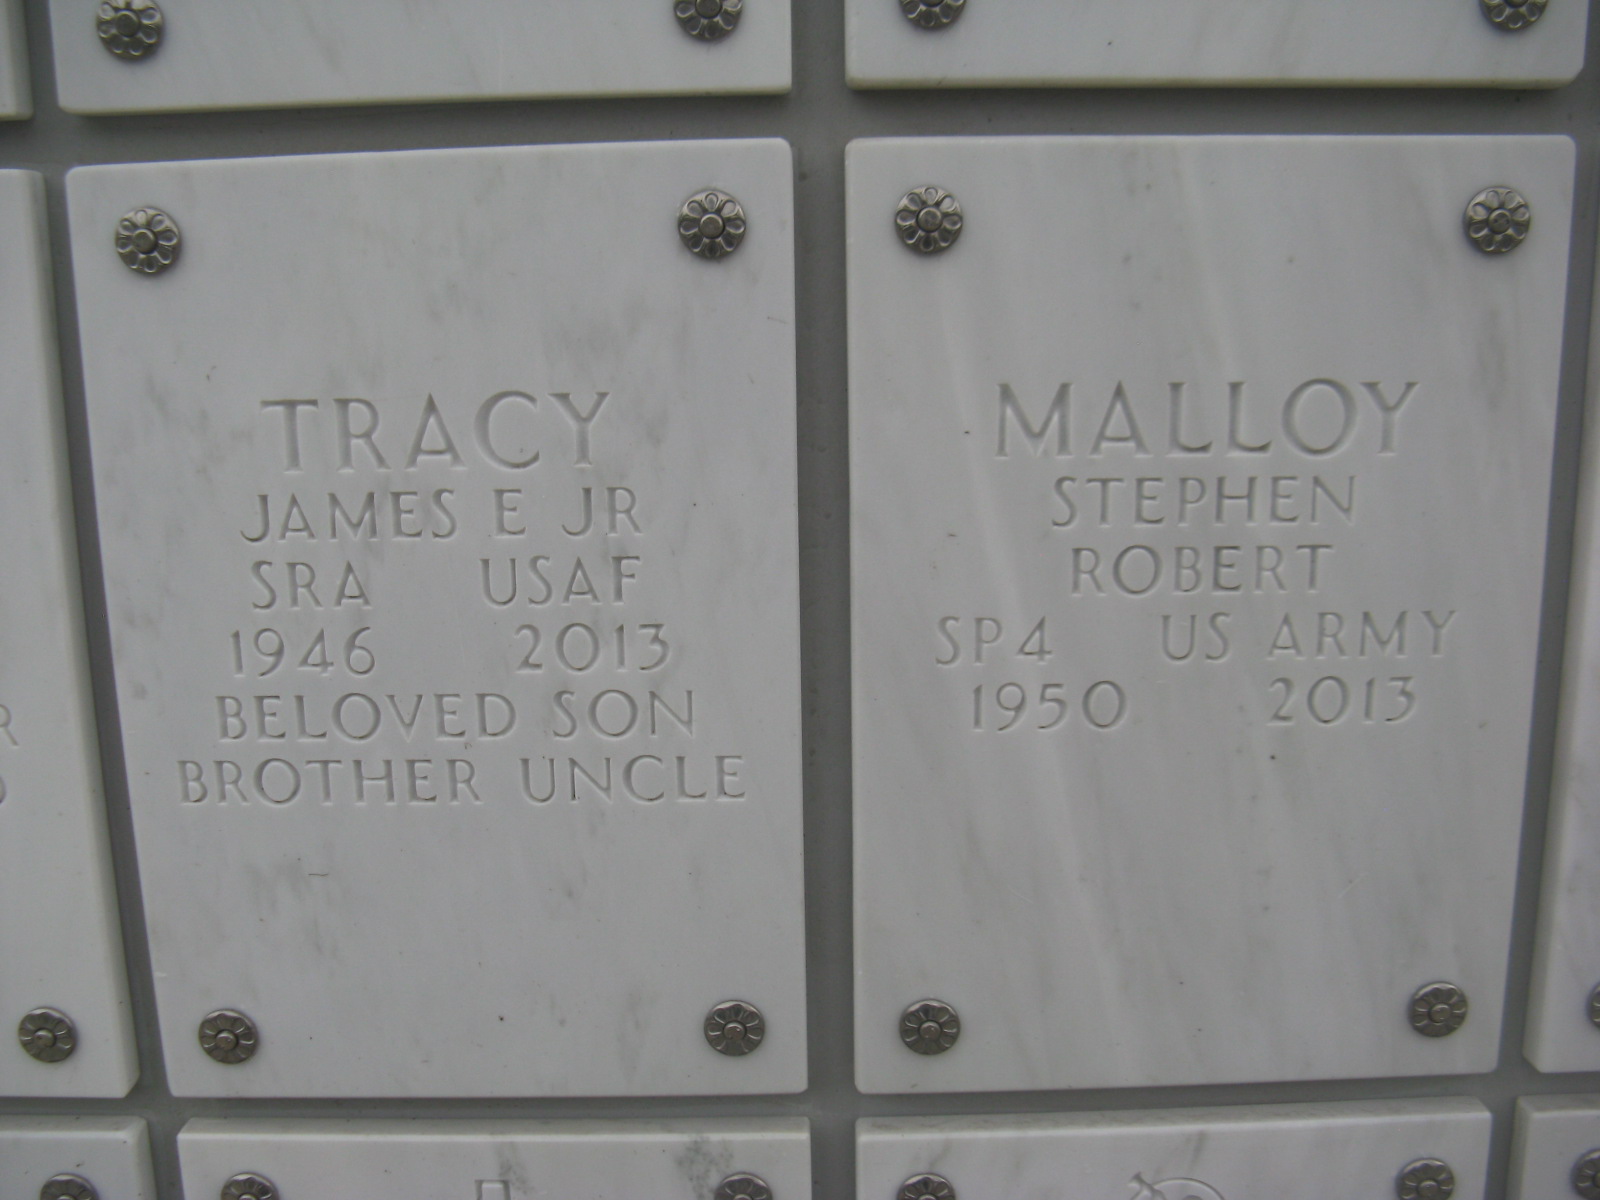 TRACY
JAMES E JR
SRA USAF
1946 2013
BELOVED SON
BROTHER UNCLE
MALLOY
STEPHEN
ROBERT
SP4 US ARMY
1950 2013